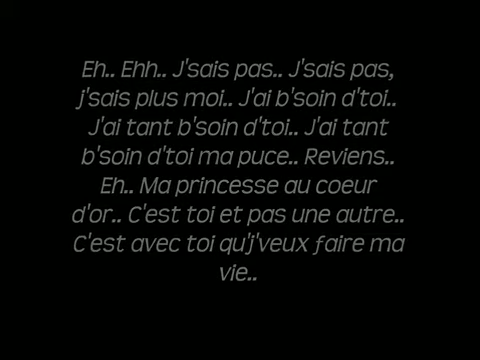 Eh.. Ehh.. J'sais pas.. J'sais pas,
j'sais plus moi.. J'ai b'soin d'toi..
J'ai tant b'soin d'toi.. J'ai tant
b'soin d'toi ma puce.. Reviens..
Eh.. Ma princesse au coeur
d'or.. C'est toi et pas une autre..
C'est avec toi qu'j'veux faire ma
vie..